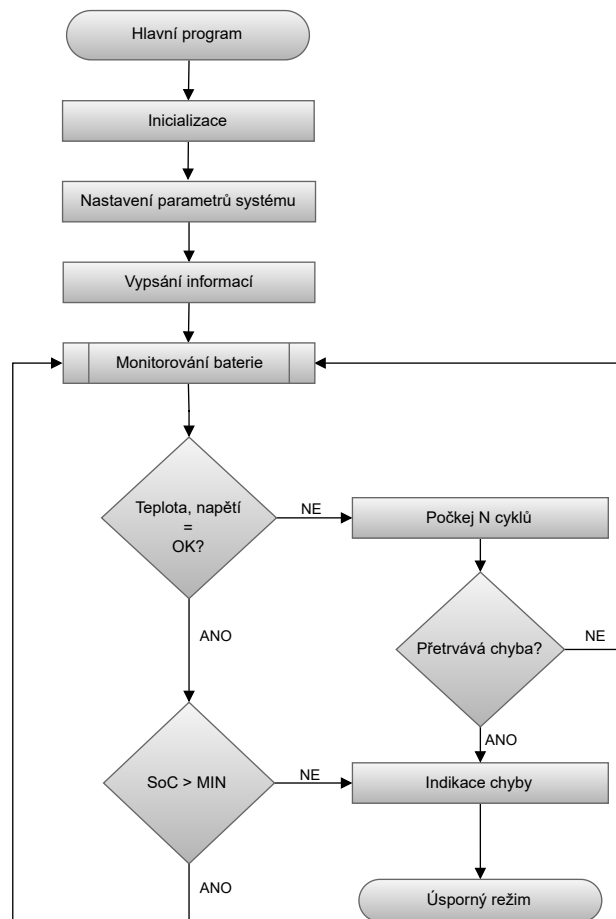 Hlavní program
Inicializace
Nastavení parametrů systému
Vypsání informací
Monitorování baterie
Teplota, napětí
=
OK?
NE
Počkej N cyklů
ANO
Přetrvává chyba?
NE
ANO
SoC > MIN
NE
Indikace chyby
ANO
Úsporný režim